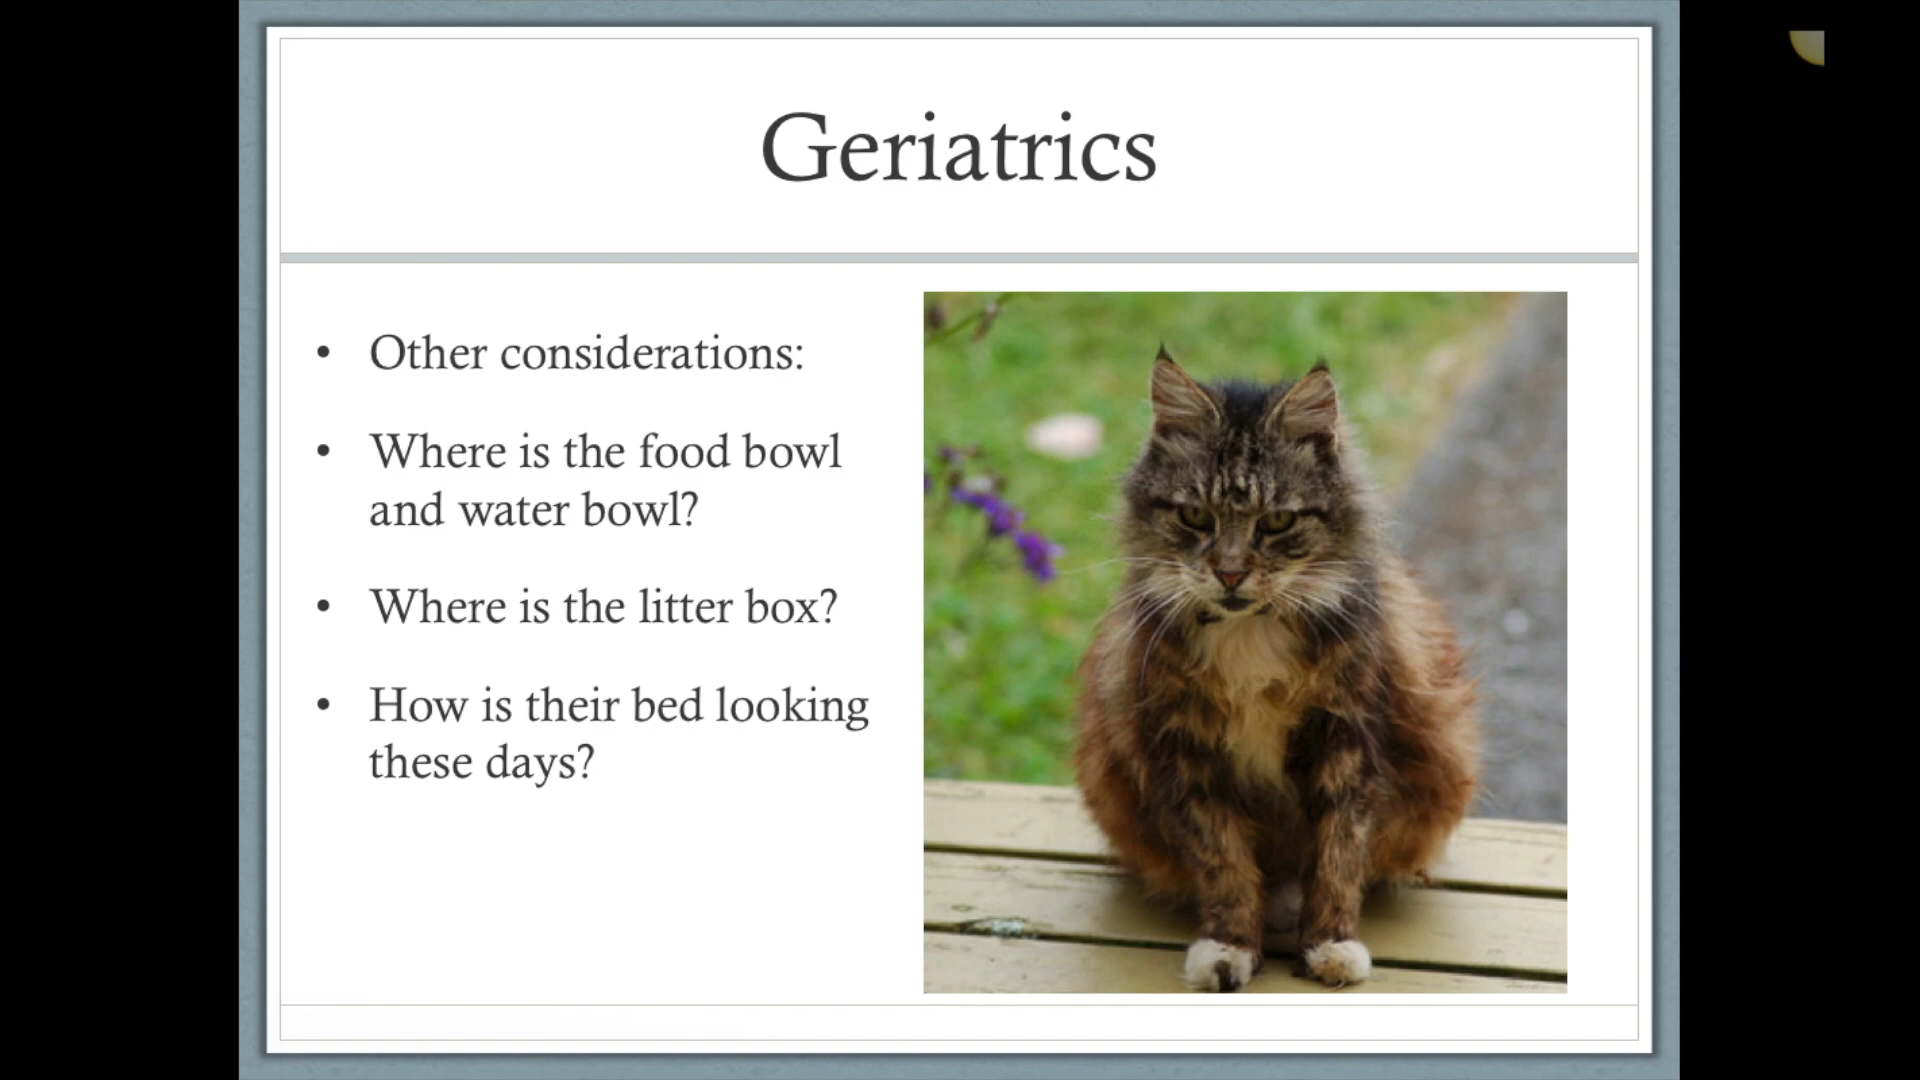 Geriatrics
• Other considerations:
• Where is the food bowl
and water bowl?
• Where is the litter box?
• How is their bed looking
these days?